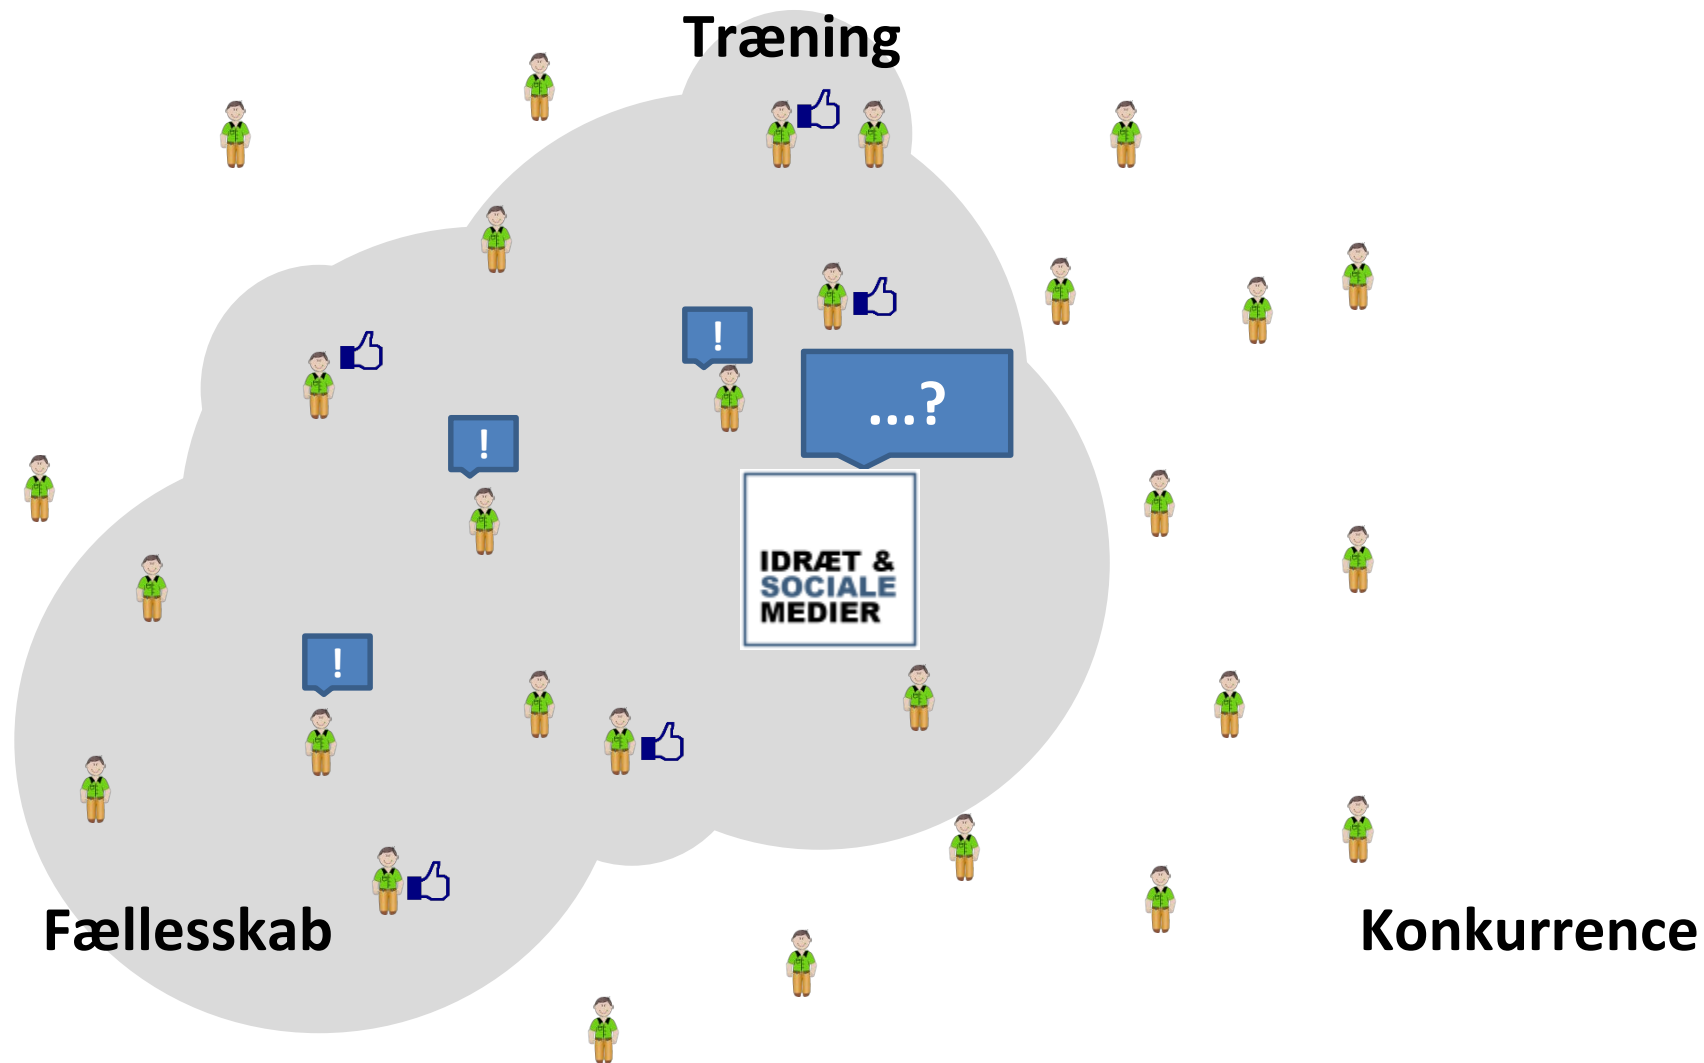 Træning
!
...?
!
IDRÆT &
SOCIALE
MEDIER
!
Fællesskab
Konkurrence